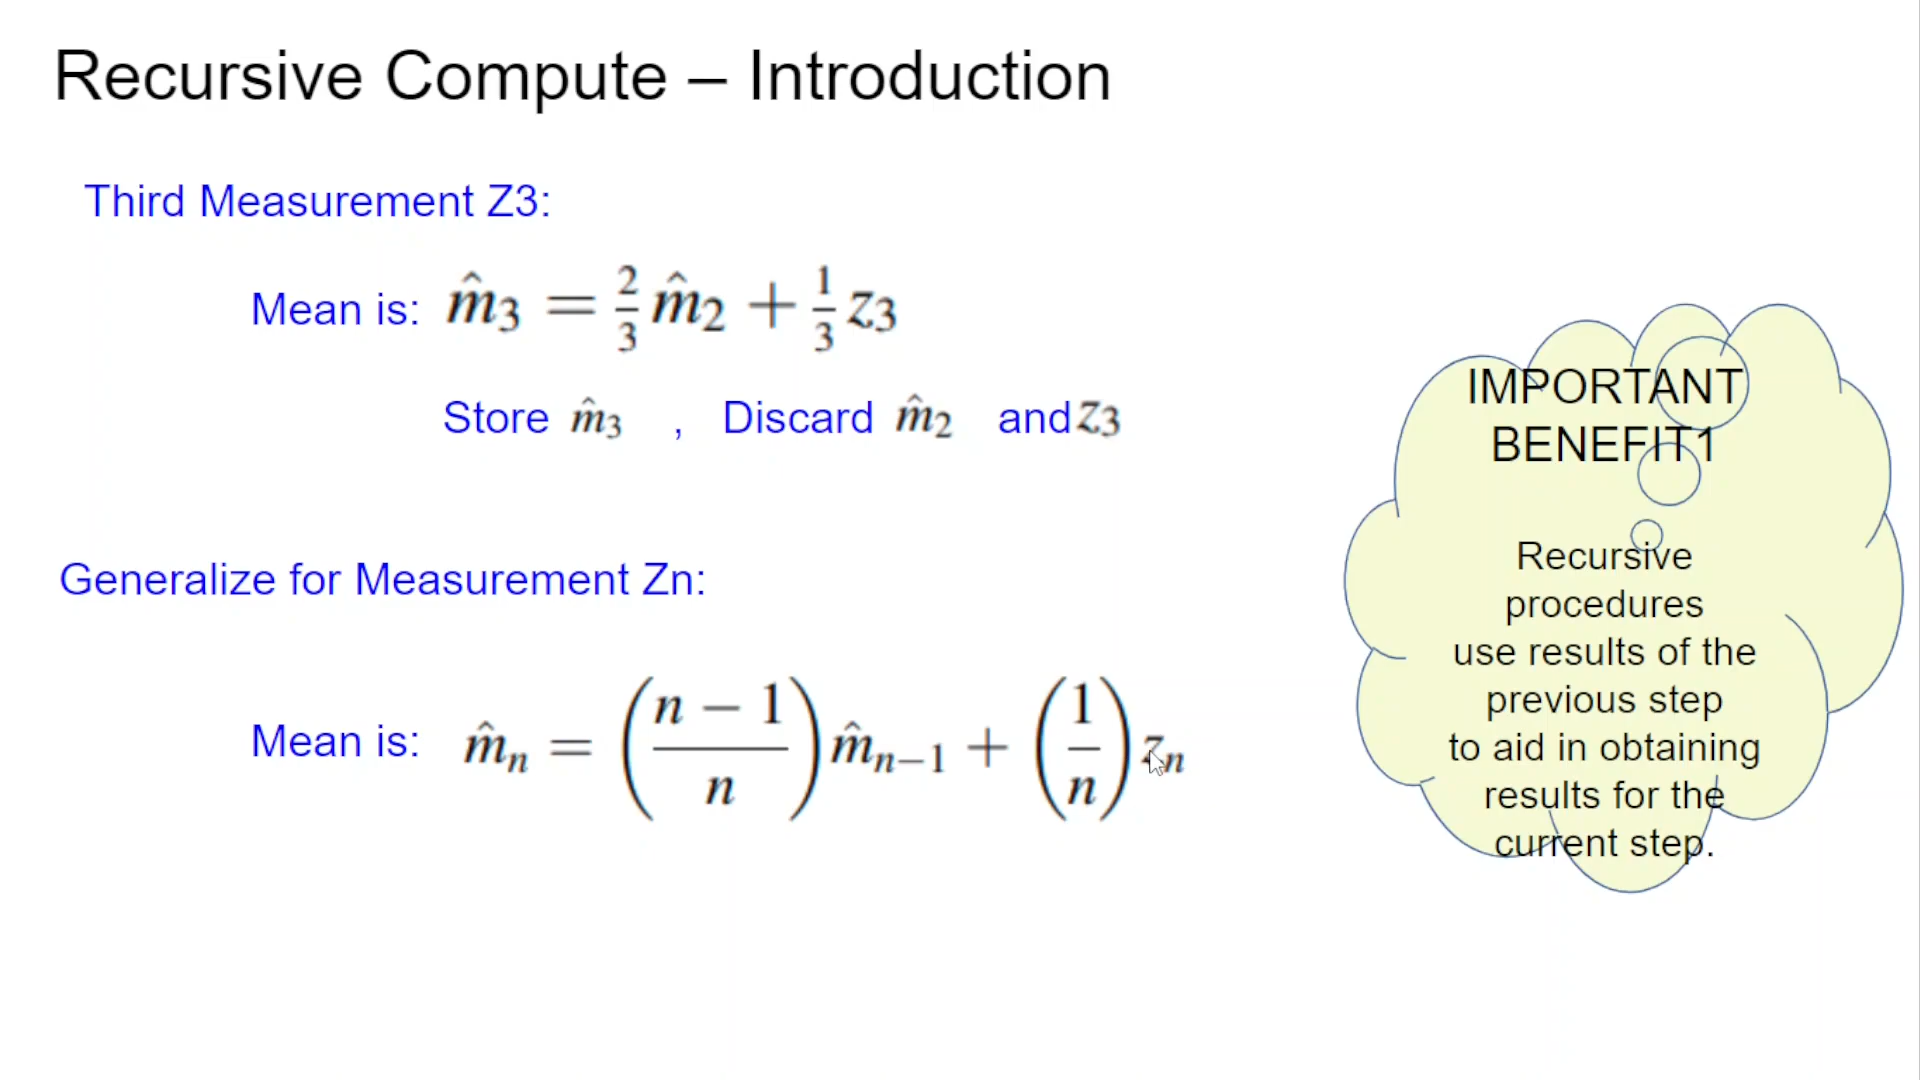 Recursive Compute – Introduction
Third Measurement Z3:
Mean is: m̂₃ = 2/3 m̂₂ + 1/3 z₃
Store m̂₃ , Discard m̂₂ and z₃
Generalize for Measurement Zn:
Mean is: m̂ₙ = ((n − 1)/n) m̂ₙ₋₁ + (1/n) zₙ
IMPORTANT
BENEFIT1
Recursive
procedures
use results of the
previous step
to aid in obtaining
results for the
current step.